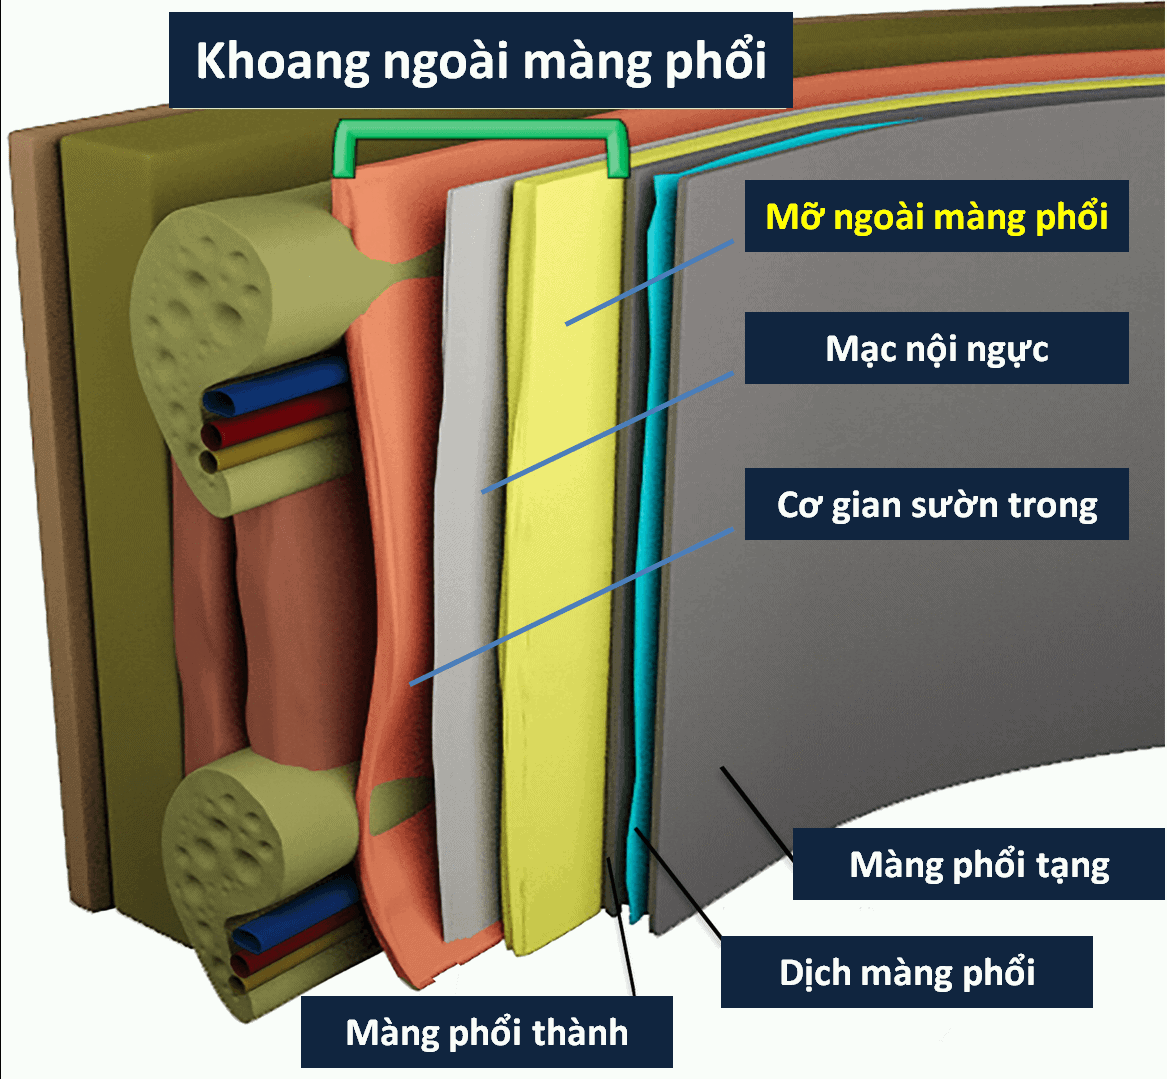 Khoang ngoài màng phổi
Mỡ ngoài màng phổi
Mạc nội ngực
Cơ gian sườn trong
Màng phổi tạng
Dịch màng phổi
Màng phổi thành